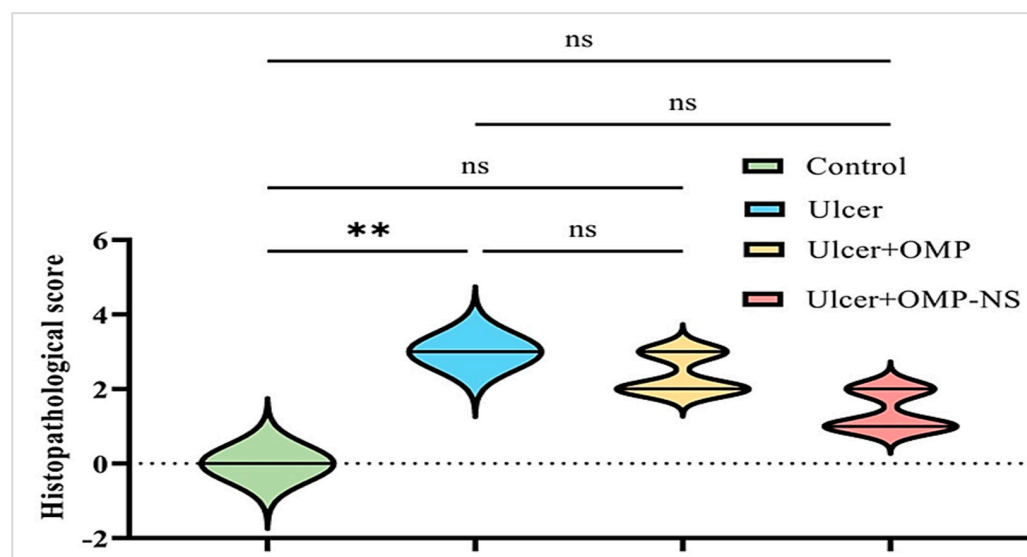 ns
ns
ns
**
ns
Control
Ulcer
Ulcer+OMP
Ulcer+OMP-NS
Histopathological score
6
4
2
0
-2